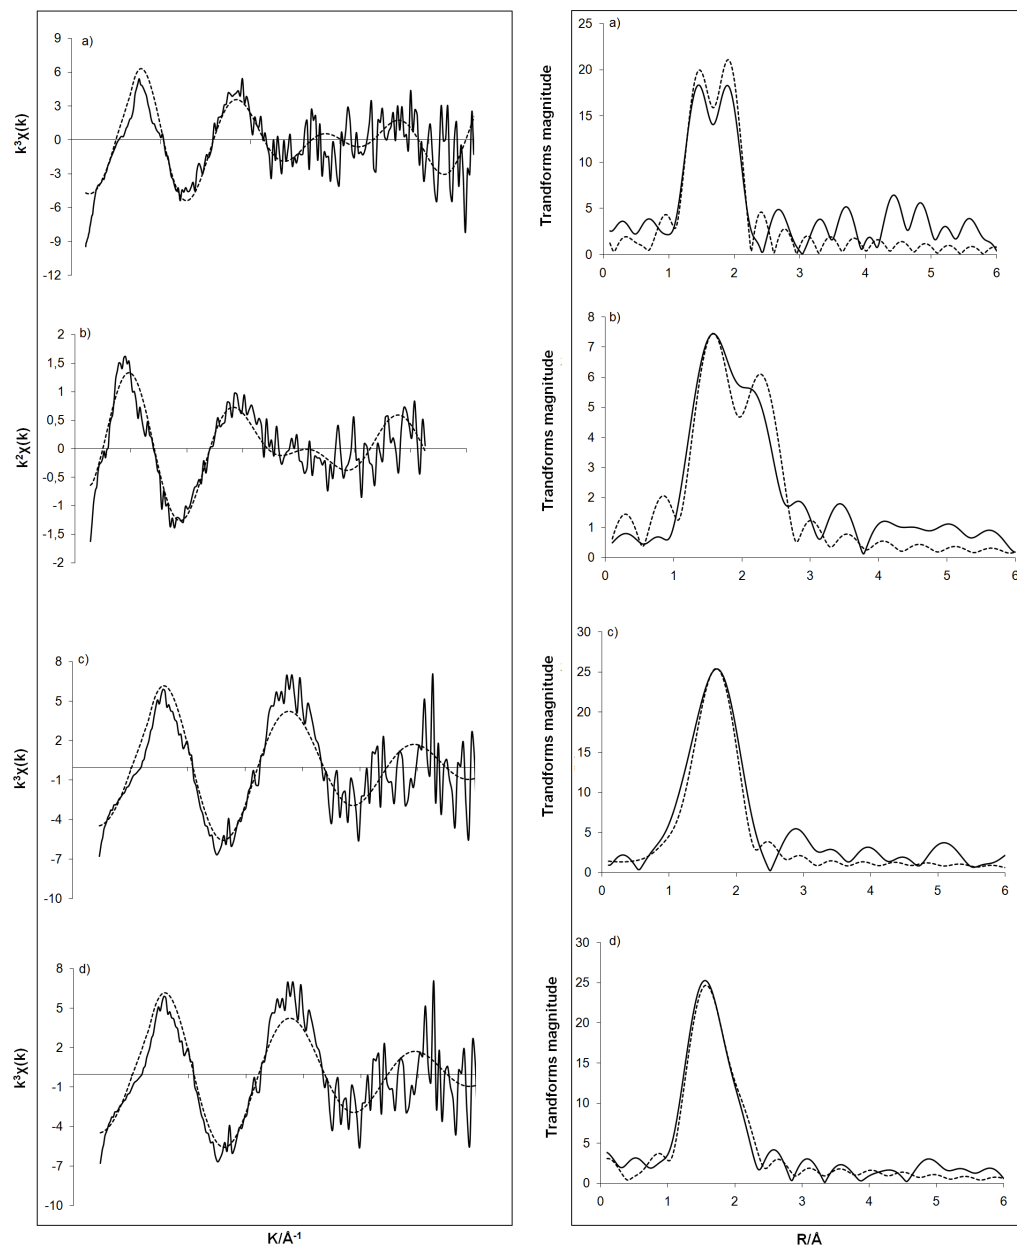 a)
9
6
3
0
-3
-6
-9
-12
k³χ(k)
b)
2
1,5
1
0,5
0
-0,5
-1
-1,5
-2
k²χ(k)
c)
8
5
2
-1
-4
-7
-10
k³χ(k)
d)
8
5
2
-1
-4
-7
-10
k³χ(k)
K/Å⁻¹
a)
25
20
15
10
5
0
0 1 2 3 4 5 6
Trandforms magnitude
b)
8
7
6
5
4
3
2
1
0
0 1 2 3 4 5 6
Trandforms magnitude
c)
30
25
20
15
10
5
0
0 1 2 3 4 5 6
Trandforms magnitude
d)
30
25
20
15
10
5
0
0 1 2 3 4 5 6
Trandforms magnitude
R/Å